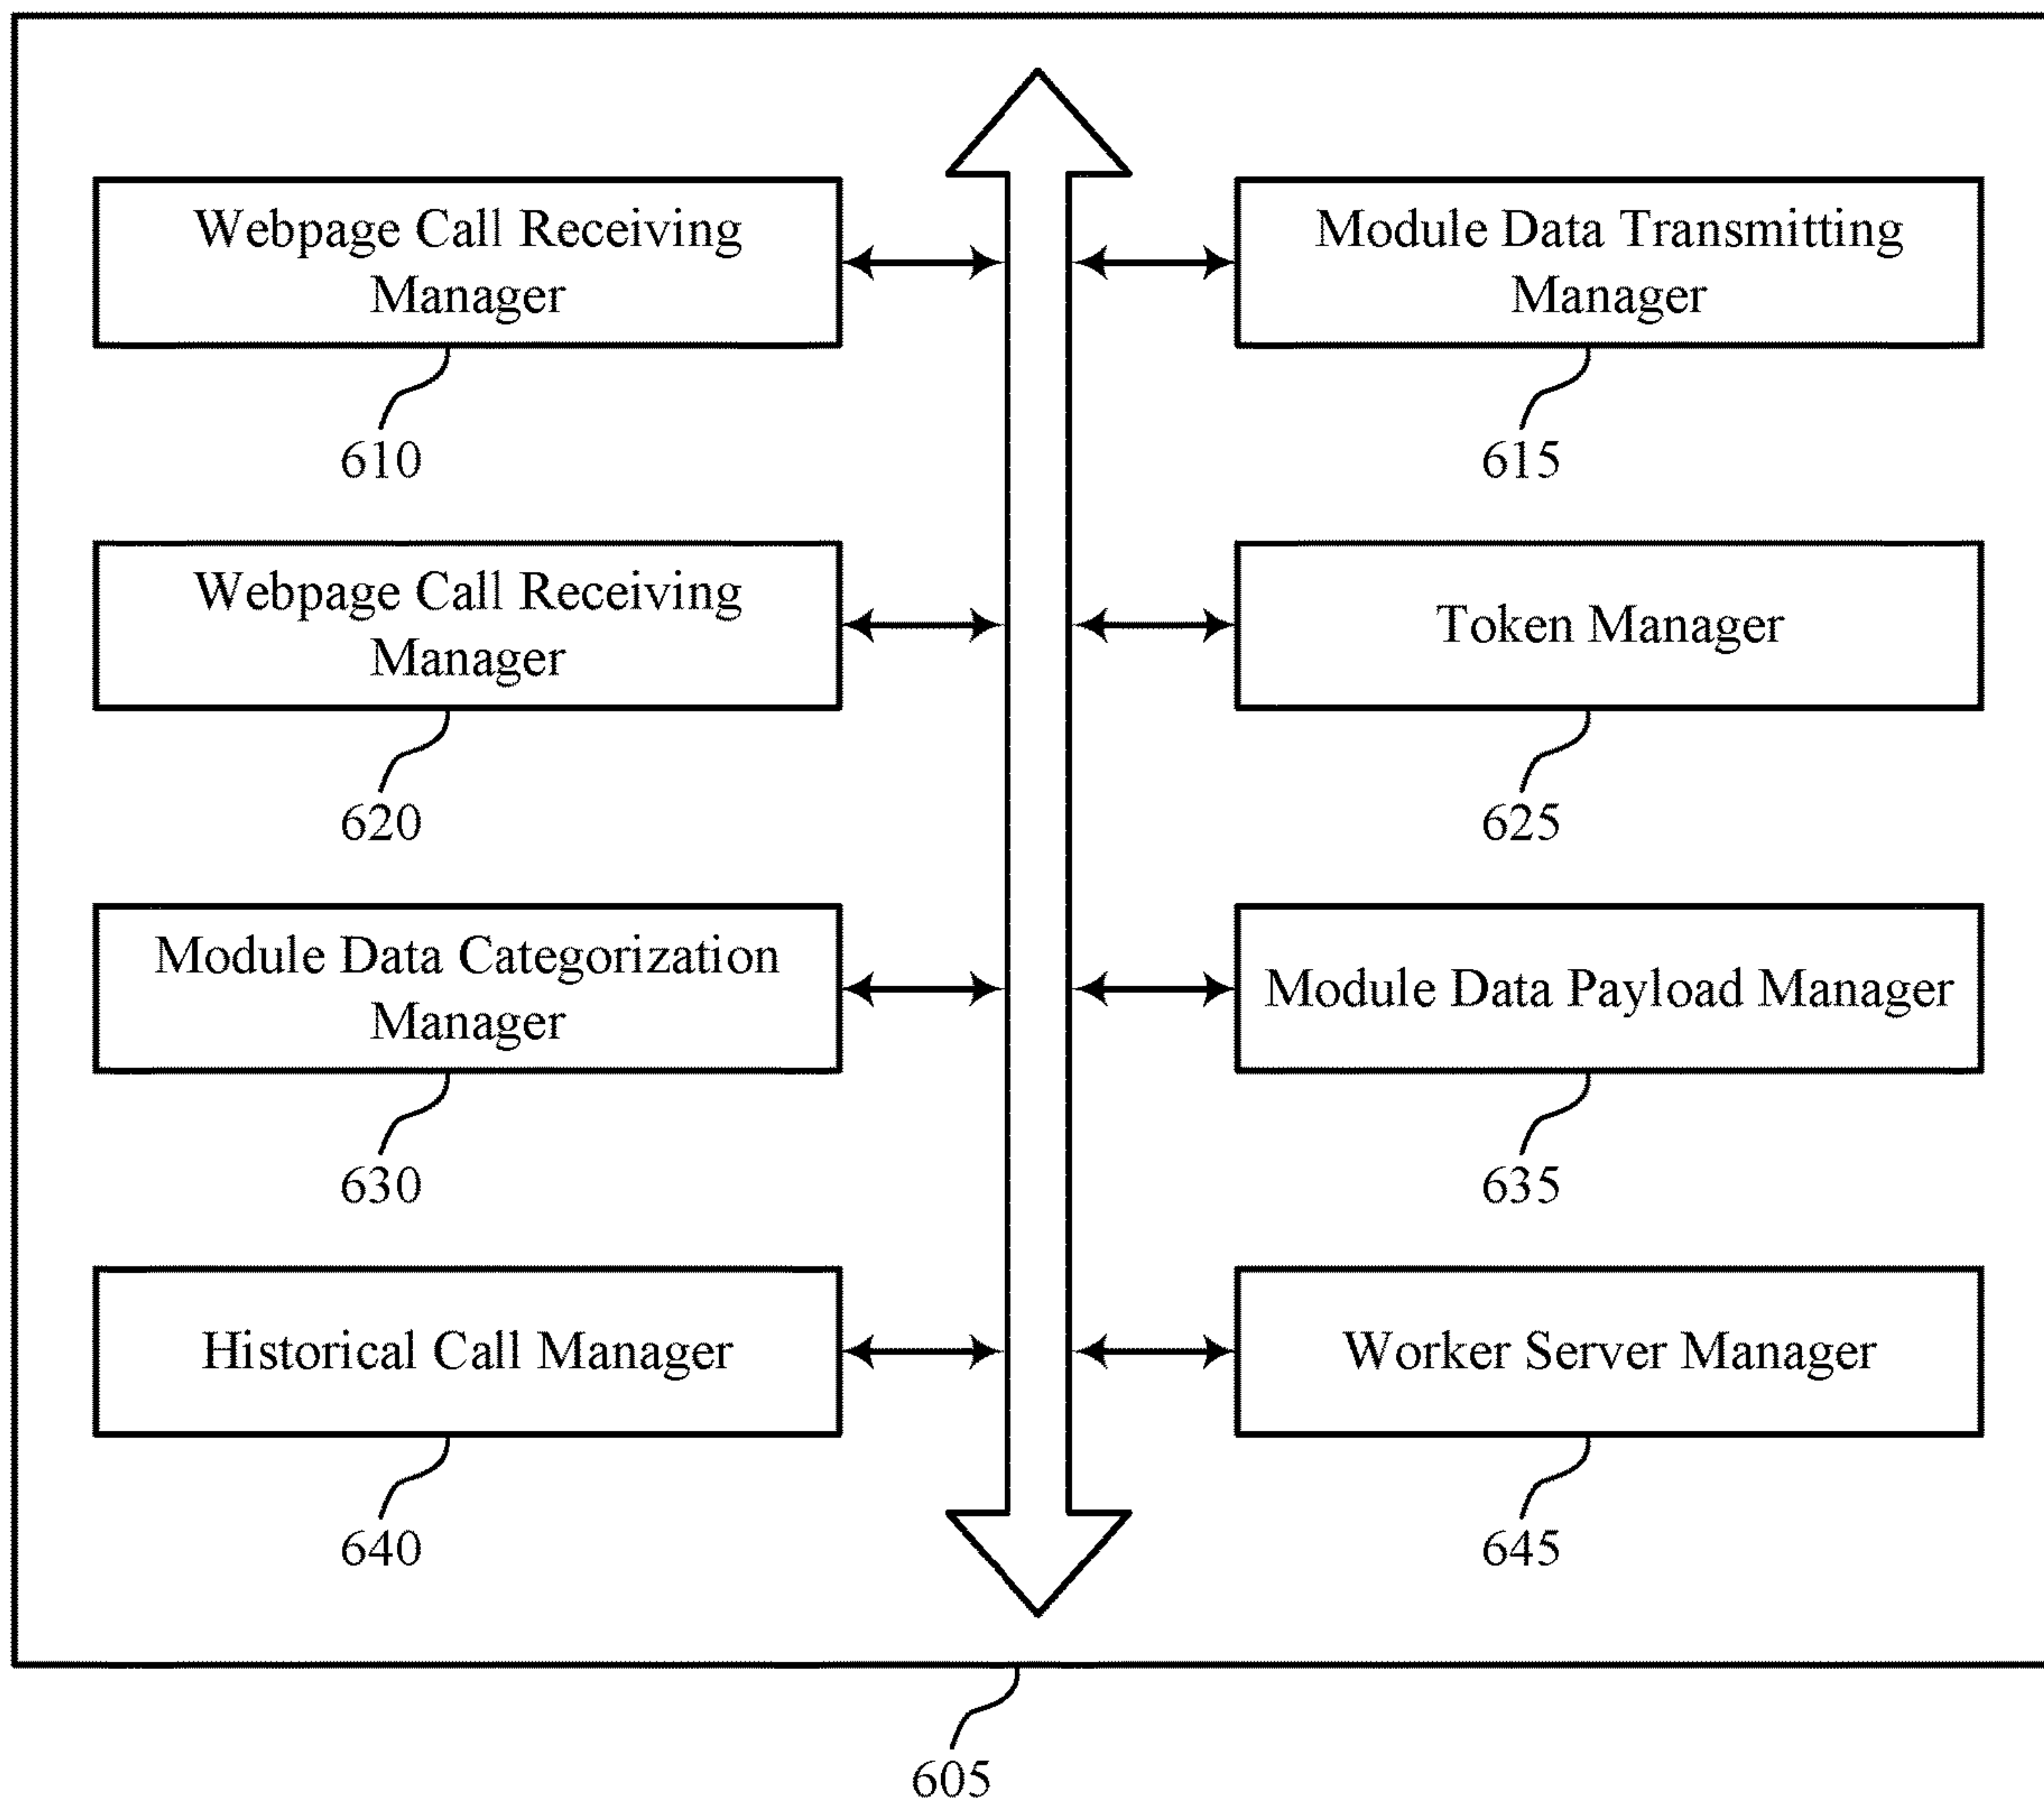 Webpage Call Receiving
Manager
610
Module Data Transmitting
Manager
615
Webpage Call Receiving
Manager
620
Token Manager
625
Module Data Categorization
Manager
630
Module Data Payload Manager
635
Historical Call Manager
640
Worker Server Manager
645
605